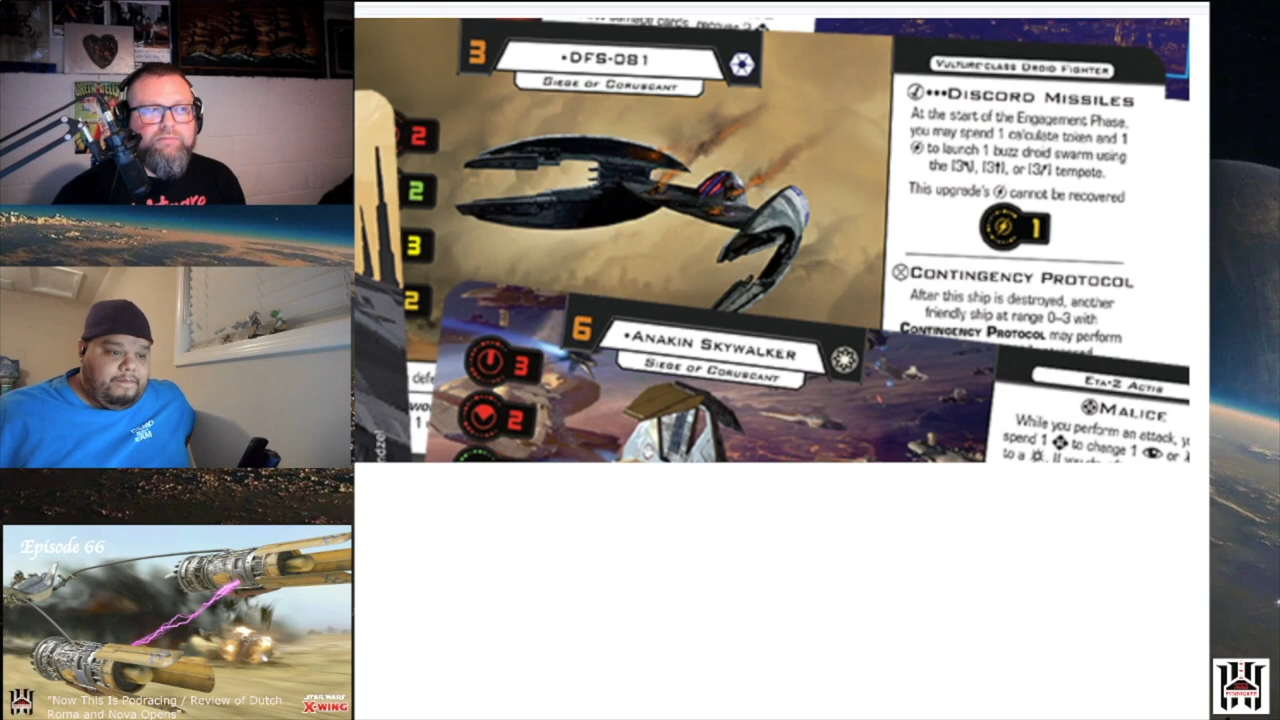 3
•DFS-081
Siege of Coruscant
2
2
3
2
Vulture-class Droid Fighter
•••Discord Missiles
At the start of the Engagement Phase,
you may spend 1 calculate token and 1
to launch 1 buzz droid swarm using
the [3], [3], or [3] template.
This upgrade's cannot be recovered
1
Contingency Protocol
After this ship is destroyed, another
friendly ship at range 0–3 with
Contingency Protocol may perform
6
•Anakin Skywalker
Siege of Coruscant
3
2
Eta-2 Actis
Malice
While you perform an attack,
spend 1 to change 1 or
to a
Episode 66
"Now This Is Podracing / Review of Dutch
Roma and Nova Opens"
STAR WARS
X-WING